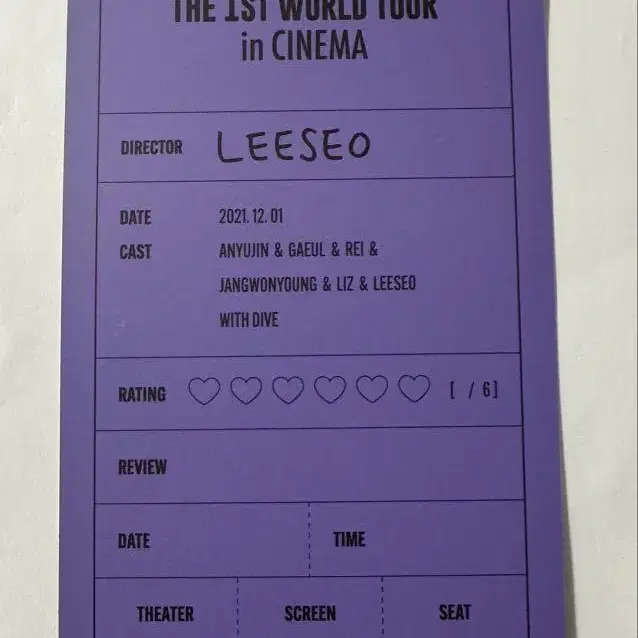 THE 1ST WORLD TOUR
in CINEMA
DIRECTOR LEESEO
DATE 2021.12.01
CAST ANYUJIN & GAEUL & REI &
JANGWONYOUNG & LIZ & LEESEO
WITH DIVE
RATING [ / 6]
REVIEW
DATE TIME
THEATER SCREEN SEAT